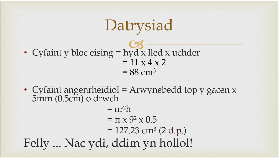 Datrysiad
• Cyfaint y bloc eising = hyd x lled x uchder
= 11 x 4 x 2
= 88 cm³
• Cyfaint angenrheidiol = Arwynebedd top y gacen x
5mm (0.5cm) o drwch
= πr²h
= π x 9² x 0.5
= 127.23 cm³ (2 d.p.)
Felly ... Nac ydi, ddim yn hollol!